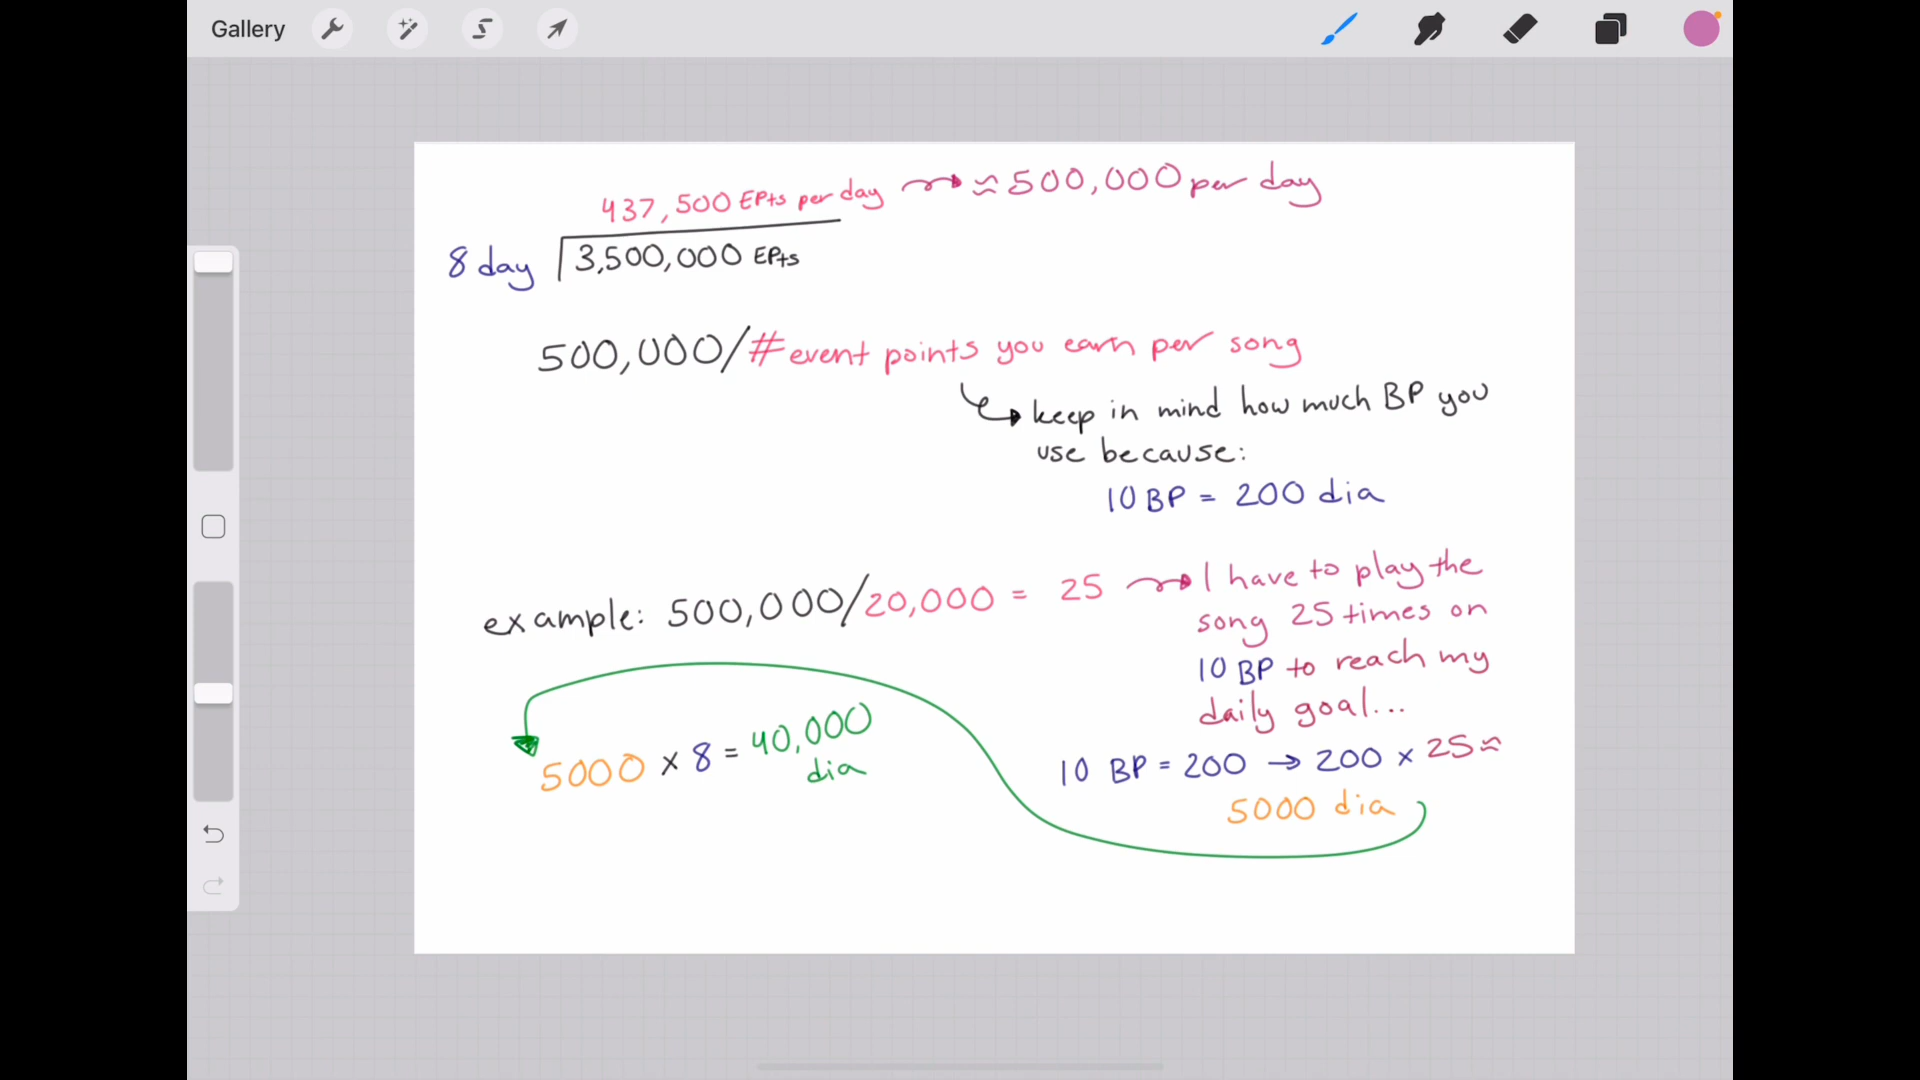 Gallery
437,500 EPts per day ≈ 500,000 per day
8 day 3,500,000 EPts
500,000/#event points you earn per song
keep in mind how much BP you
use because:
10 BP = 200 dia
example: 500,000/20,000 = 25
I have to play the
song 25 times on
10 BP to reach my
daily goal...
10 BP = 200 → 200 x 25 ≈
5000 dia
5000 x 8 = 40,000
dia